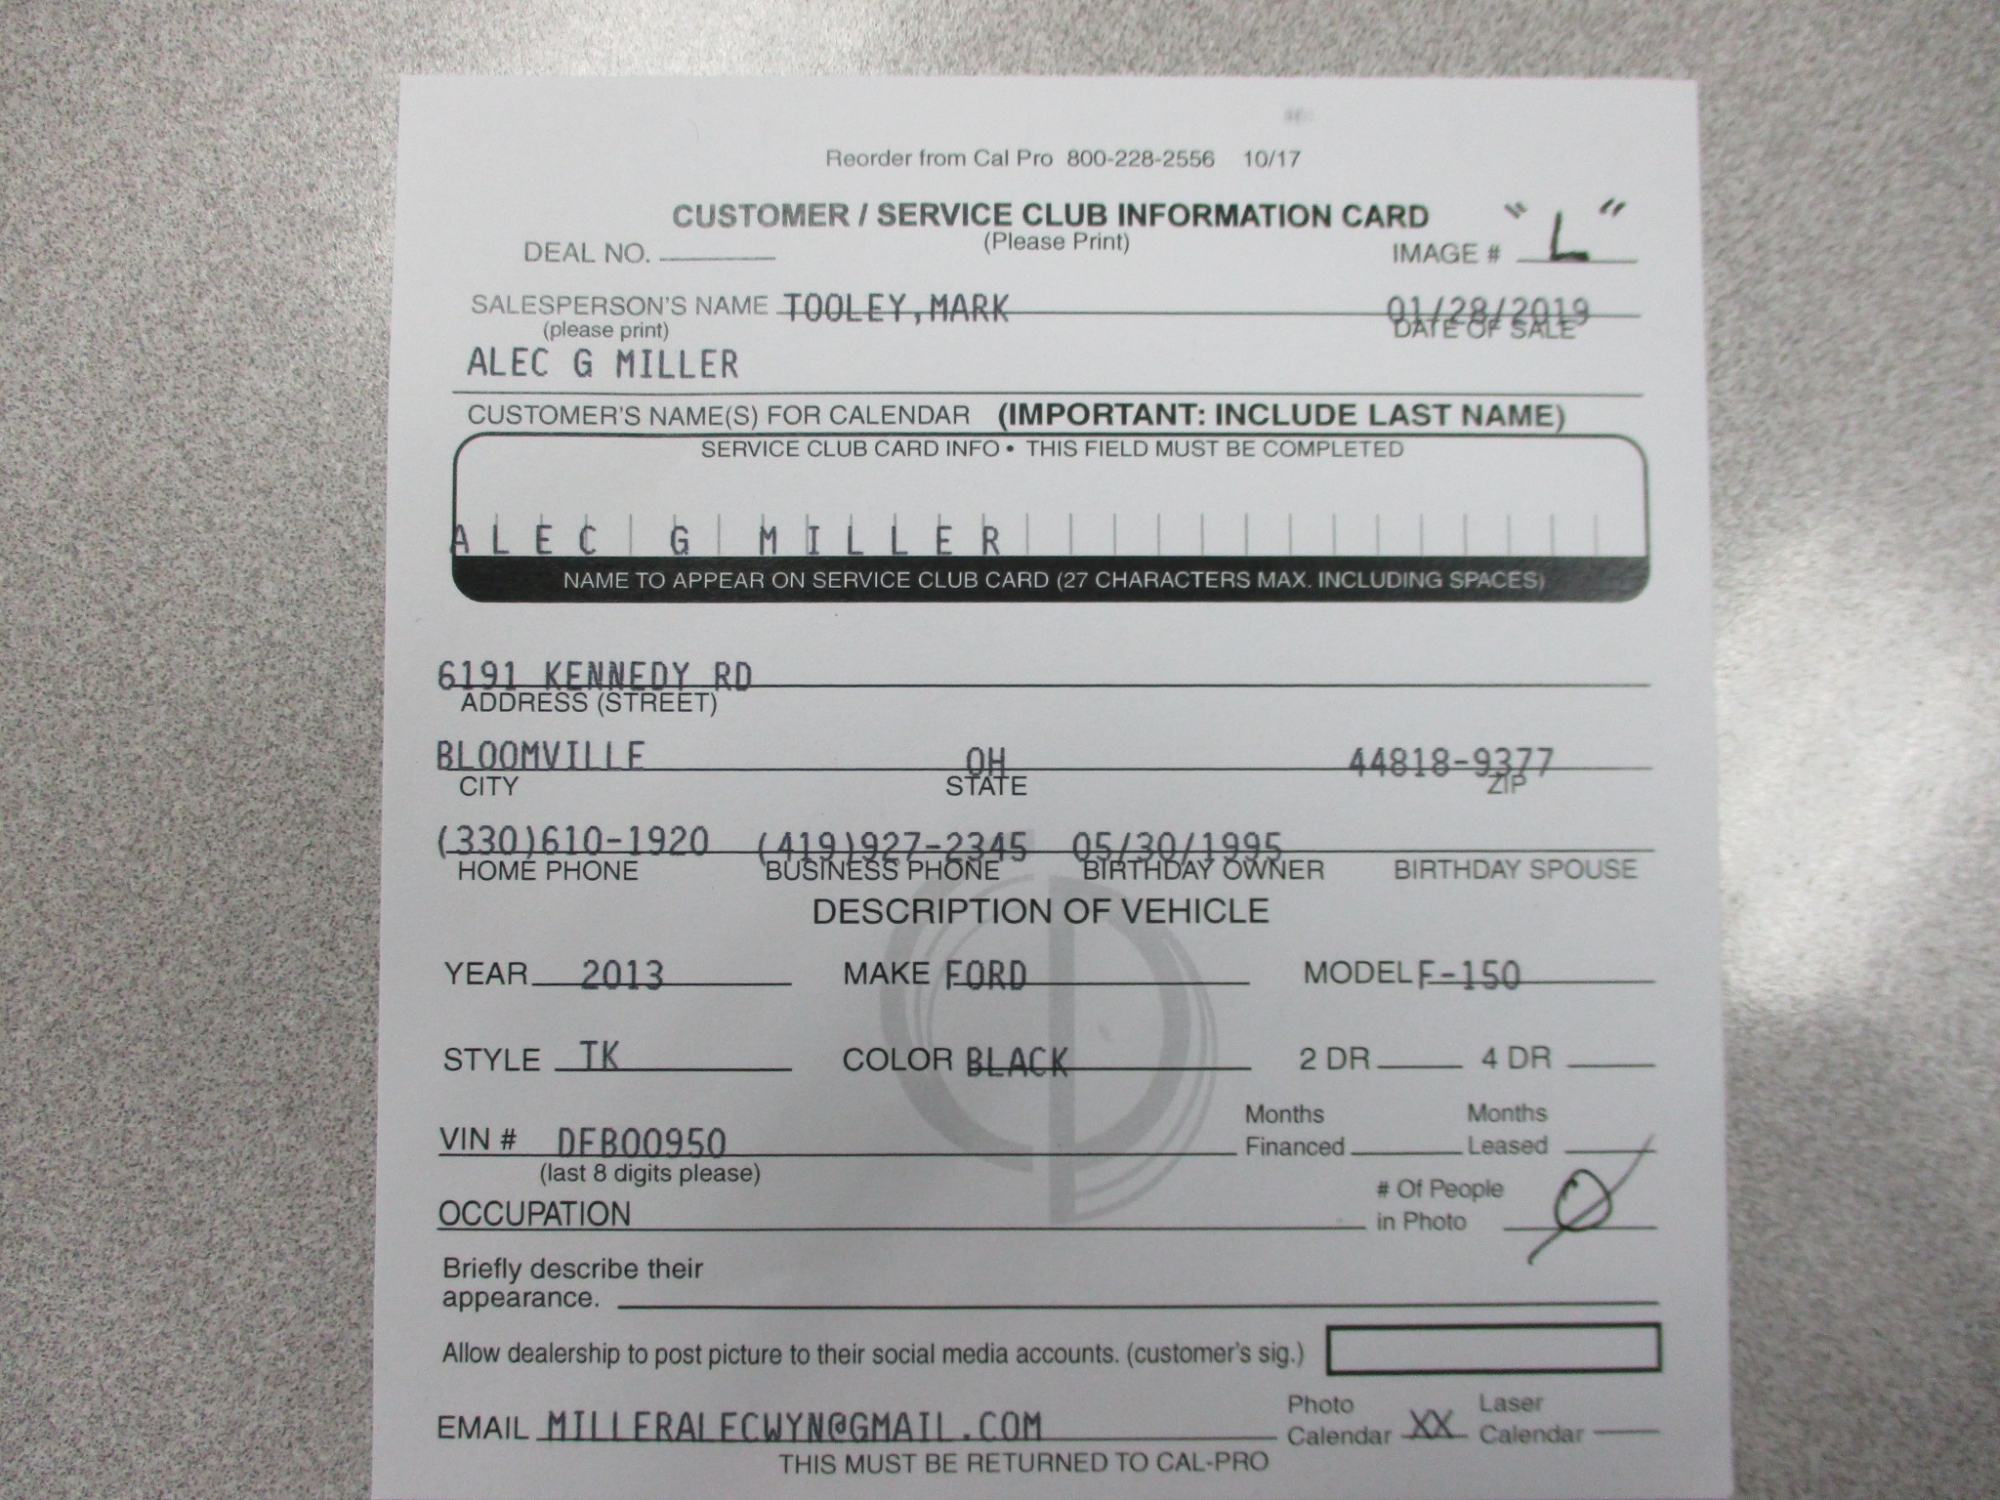 Reorder from Cal Pro 800-228-2556 10/17
CUSTOMER / SERVICE CLUB INFORMATION CARD
(Please Print)
DEAL NO. IMAGE # "L"
SALESPERSON'S NAME TOOLEY,MARK 01/28/2019
(please print) DATE OF SALE
ALEC G MILLER
CUSTOMER'S NAME(S) FOR CALENDAR (IMPORTANT: INCLUDE LAST NAME)
SERVICE CLUB CARD INFO • THIS FIELD MUST BE COMPLETED
ALEC G MILLER
NAME TO APPEAR ON SERVICE CLUB CARD (27 CHARACTERS MAX. INCLUDING SPACES)
6191 KENNEDY RD
ADDRESS (STREET)
BLOOMVILLE OH 44818-9377
CITY STATE ZIP
(330)610-1920 (419)927-2345 05/30/1995
HOME PHONE BUSINESS PHONE BIRTHDAY OWNER BIRTHDAY SPOUSE
DESCRIPTION OF VEHICLE
YEAR 2013 MAKE FORD MODEL F-150
STYLE TK COLOR BLACK 2 DR 4 DR
Months Months
VIN # DFB00950 Financed Leased
(last 8 digits please)
# Of People
OCCUPATION in Photo Ø
Briefly describe their
appearance.
Allow dealership to post picture to their social media accounts. (customer's sig.)
Photo Laser
EMAIL MILLERALECWYN@GMAIL.COM Calendar XX Calendar
THIS MUST BE RETURNED TO CAL-PRO